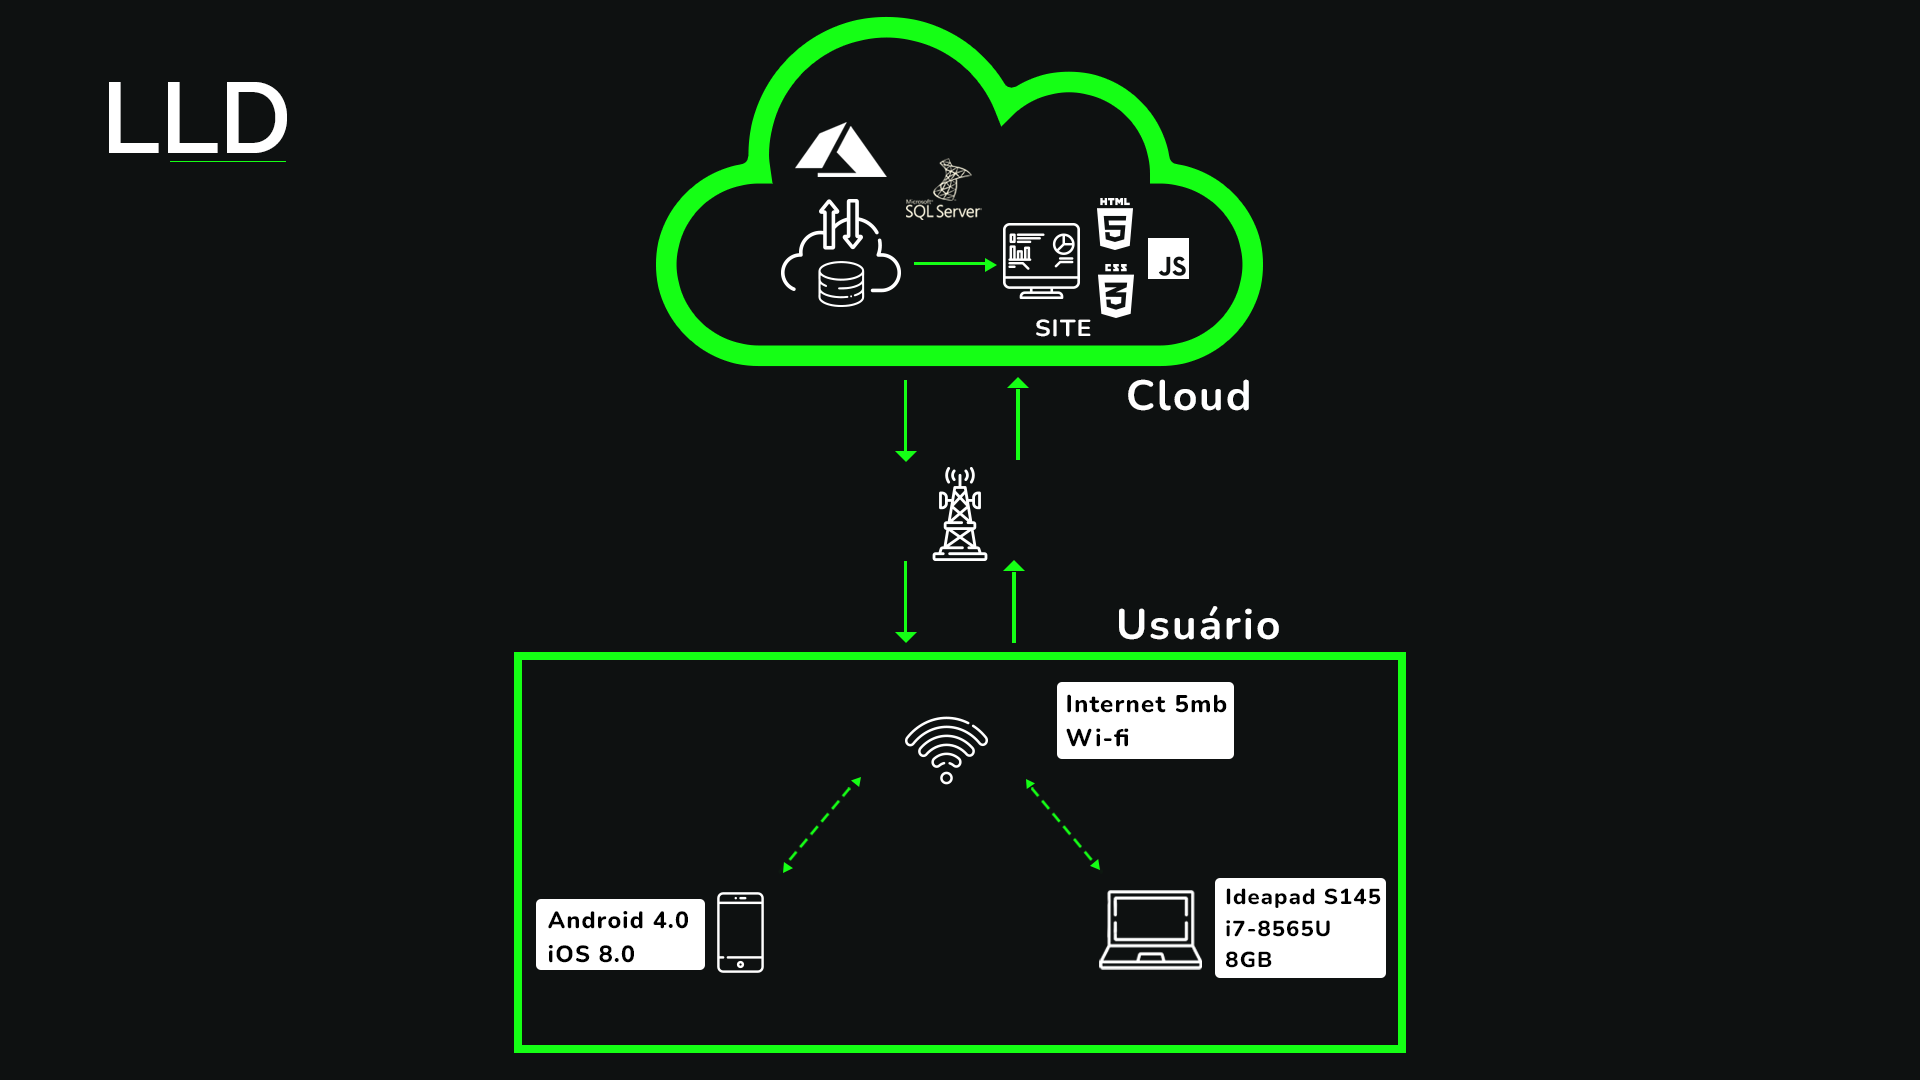 LLD
Microsoft
SQL Server
HTML
5
CSS
3
JS
SITE
Cloud
Usuário
Internet 5mb
Wi-fi
Android 4.0
iOS 8.0
Ideapad S145
i7-8565U
8GB